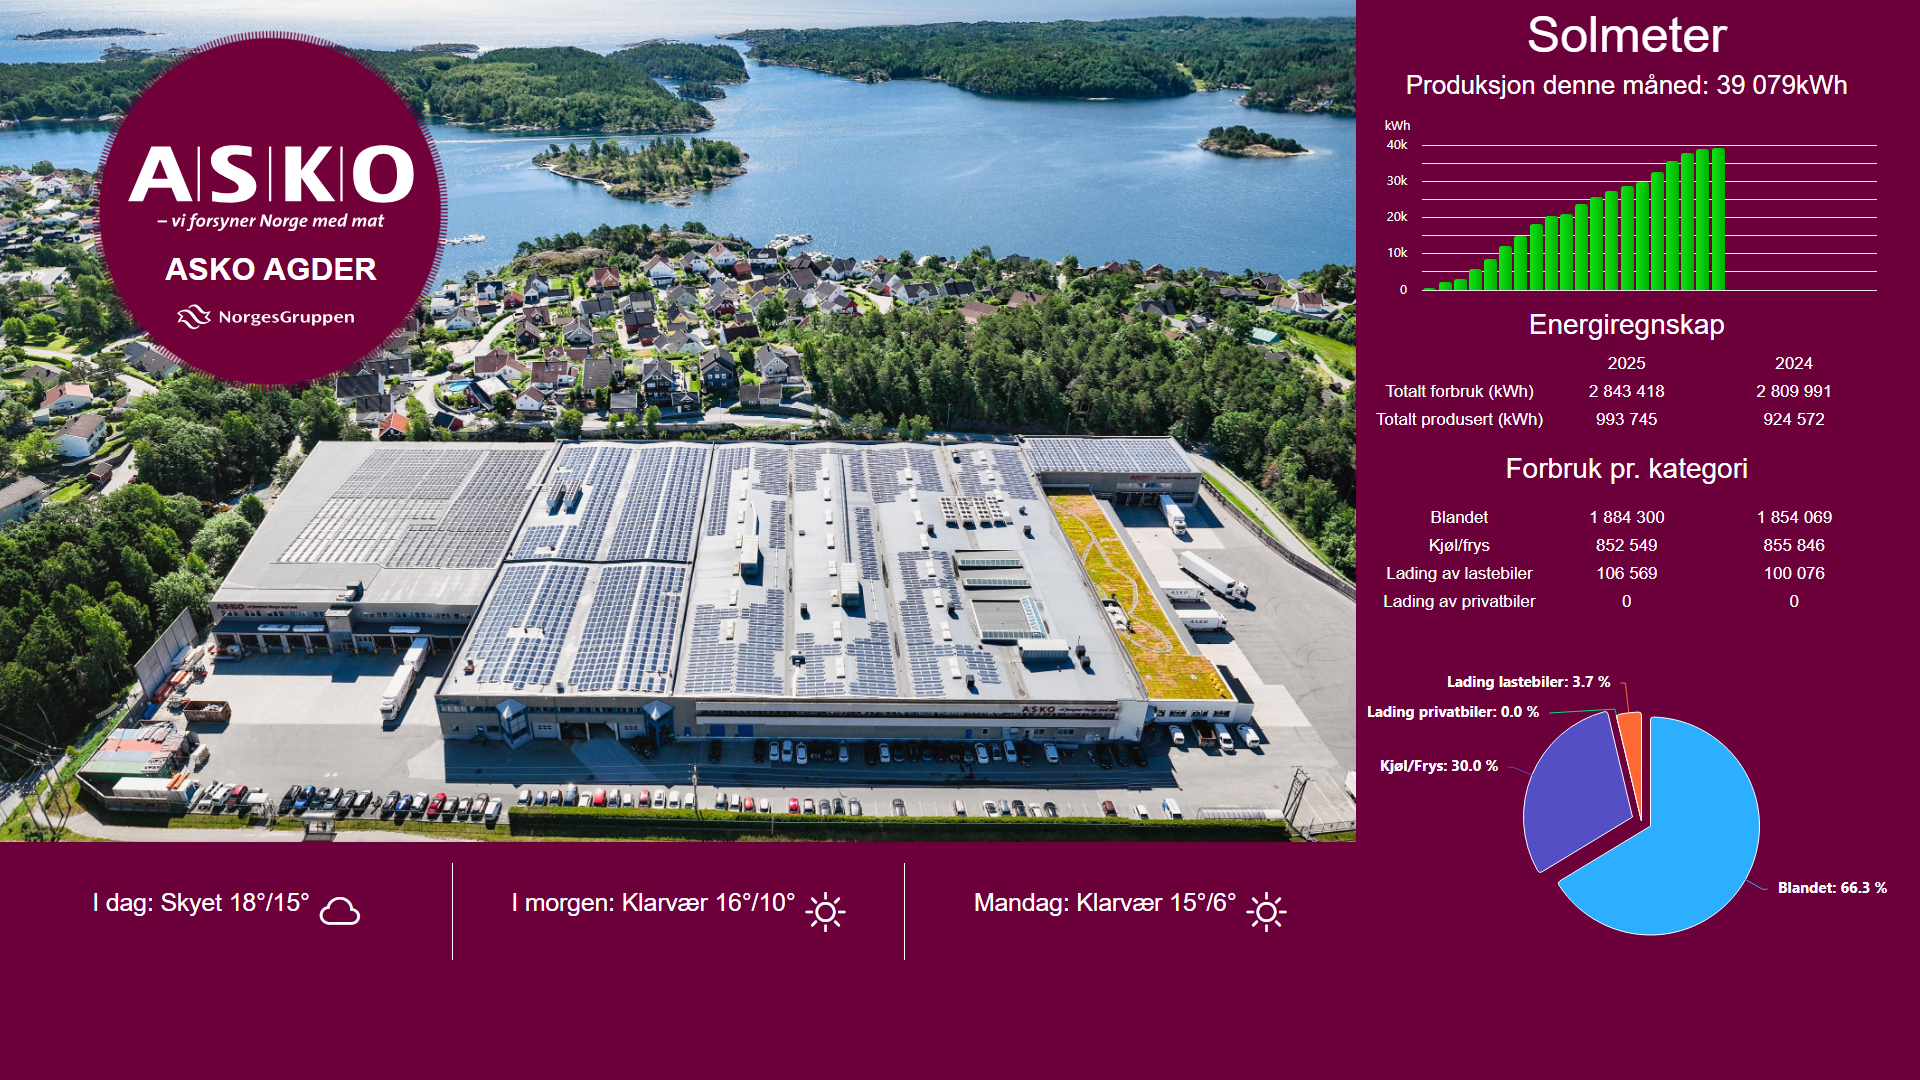 A|S|K|O
– vi forsyner Norge med mat
ASKO AGDER
NorgesGruppen
ASKO
ASKO
ASKO
Solmeter
Produksjon denne måned: 39 079kWh
kWh
40k
30k
20k
10k
0
Energiregnskap
2025 2024
Totalt forbruk (kWh) 2 843 418 2 809 991
Totalt produsert (kWh) 993 745 924 572
Forbruk pr. kategori
Blandet 1 884 300 1 854 069
Kjøl/frys 852 549 855 846
Lading av lastebiler 106 569 100 076
Lading av privatbiler 0 0
Lading lastebiler: 3.7 %
Lading privatbiler: 0.0 %
Kjøl/Frys: 30.0 %
Blandet: 66.3 %
I dag: Skyet 18°/15°
I morgen: Klarvær 16°/10°
Mandag: Klarvær 15°/6°